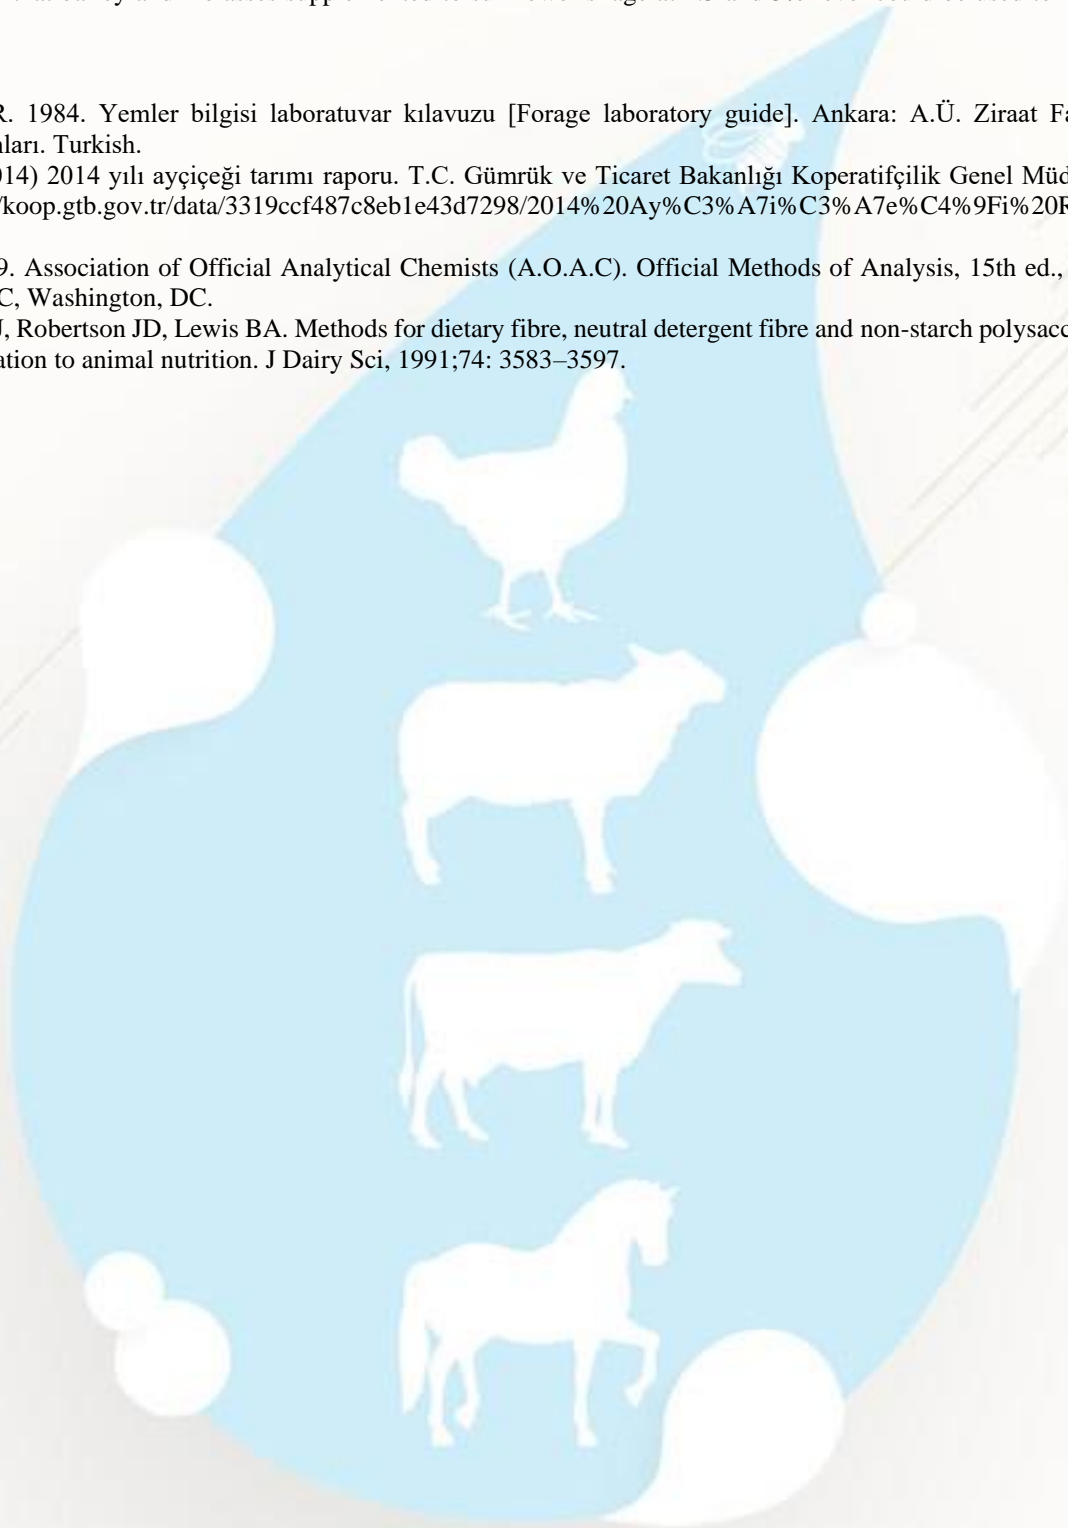 R. 1984. Yemler bilgisi laboratuvar kılavuzu [Forage laboratory guide]. Ankara: A.Ü. Ziraat Fa
ları. Turkish.
014) 2014 yılı ayçiçeği tarımı raporu. T.C. Gümrük ve Ticaret Bakanlığı Koperatifçilik Genel Müd
/koop.gtb.gov.tr/data/3319ccf487c8eb1e43d7298/2014%20Ay%C3%A7i%C3%A7e%C4%9Fi%20R
9. Association of Official Analytical Chemists (A.O.A.C). Official Methods of Analysis, 15th ed.,
C, Washington, DC.
J, Robertson JD, Lewis BA. Methods for dietary fibre, neutral detergent fibre and non-starch polysacc
ation to animal nutrition. J Dairy Sci, 1991;74: 3583–3597.